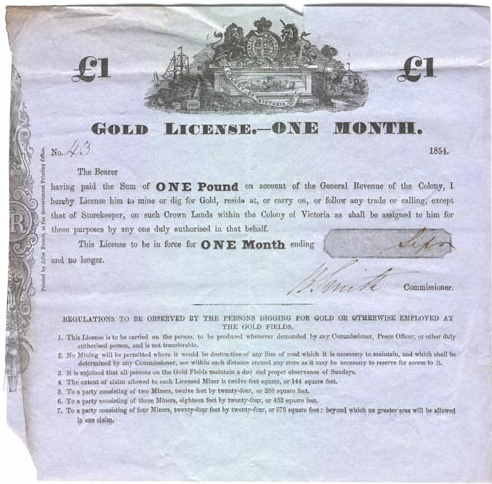 £1 £1
GOLD LICENSE.—ONE MONTH.
No. 43 1854.
The Bearer
having paid the Sum of ONE Pound on account of the General Revenue of the Colony, I
hereby License him to mine or dig for Gold, reside at, or carry on, or follow any trade or calling, except
that of Storekeeper, on such Crown Lands within the Colony of Victoria as shall be assigned to him for
these purposes by any one duly authorised in that behalf.
This License to be in force for ONE Month ending
and no longer.
Commissioner.
Printed by John Ferres, at the Government Printing Office.
REGULATIONS TO BE OBSERVED BY THE PERSONS DIGGING FOR GOLD OR OTHERWISE EMPLOYED AT
THE GOLD FIELDS.
1. This License is to be carried on the person, to be produced whenever demanded by any Commissioner, Peace Officer, or other duly
authorised person, and is not transferable.
2. No Mining will be permitted where it would be destructive of any line of road which it is necessary to maintain, and which shall be
determined by any Commissioner, nor within such distance around any store as it may be necessary to reserve for access to it.
3. It is enjoined that all persons on the Gold Fields maintain a due and proper observance of Sundays.
4. The extent of claim allowed to each Licensed Miner is twelve feet square, or 144 square feet.
5. To a party consisting of two Miners, twelve feet by twenty-four, or 288 square feet.
6. To a party consisting of three Miners, eighteen feet by twenty-four, or 432 square feet.
7. To a party consisting of four Miners, twenty-four feet by twenty-four, or 576 square feet: beyond which no greater area will be allowed
in one claim.